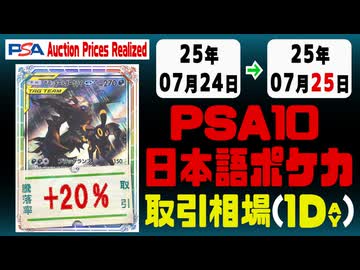 PSA Auction Prices Realized
25年
07月24日
25年
07月25日
TAG TEAM
270
騰落率
+20%
取引
150
PSA10
日本語ポケカ
取引相場(1D)